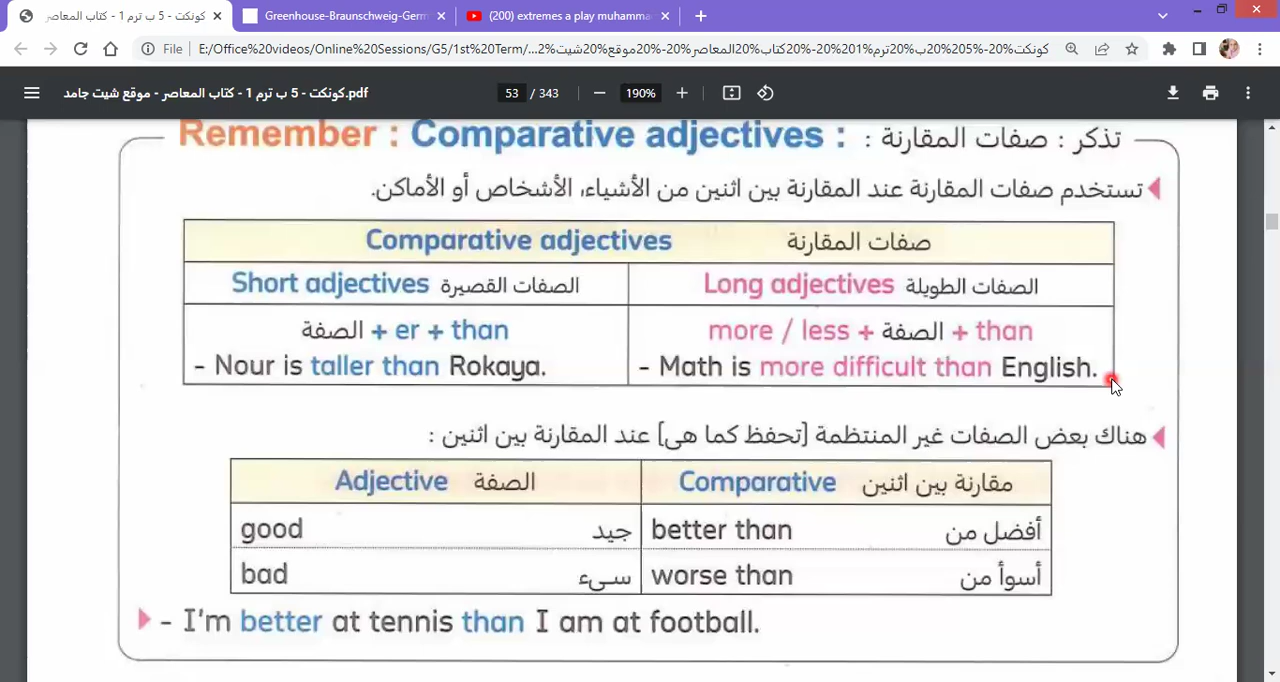 كونكت - 5 ب ترم 1 - كتاب المعاصر
Greenhouse-Braunschweig-Germ
(200) extremes a play muhamma
File
E:/Office%20videos/Online%20Sessions/G5/1st%20Term/...كونكت%20-%205%20ب%20ترم%201%20-%20كتاب%20المعاصر%20-%20موقع%20شيت%2...
كونكت - 5 ب ترم 1 - كتاب المعاصر - موقع شيت جامد.pdf
53 / 343
190%
Remember : Comparative adjectives : تذكر : صفات المقارنة :
تستخدم صفات المقارنة عند المقارنة بين اثنين من الأشياء، الأشخاص أو الأماكن.
Comparative adjectives صفات المقارنة
Short adjectives الصفات القصيرة
Long adjectives الصفات الطويلة
الصفة + er + than
more / less + الصفة + than
- Nour is taller than Rokaya.
- Math is more difficult than English.
هناك بعض الصفات غير المنتظمة [تحفظ كما هى] عند المقارنة بين اثنين :
Adjective الصفة
Comparative مقارنة بين اثنين
good جيد
better than أفضل من
bad سىء
worse than أسوأ من
- I'm better at tennis than I am at football.